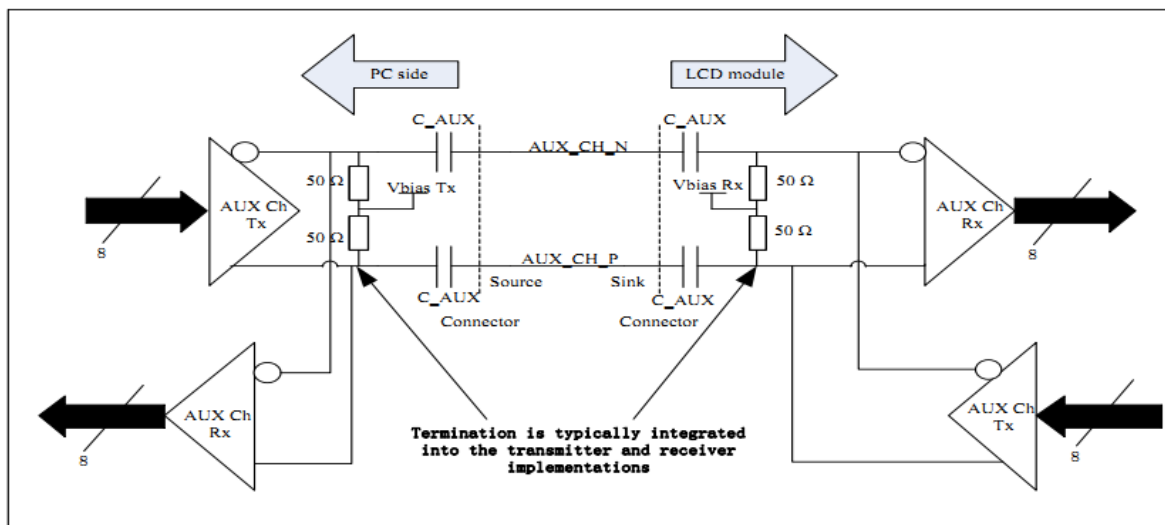 PC side
LCD module
C_AUX
C_AUX
AUX_CH_N
50 Ω
Vbias Tx
Vbias Rx
50 Ω
AUX Ch
Tx
AUX Ch
Rx
8
50 Ω
50 Ω
8
AUX_CH_P
C_AUX
Source
Sink
C_AUX
Connector
Connector
AUX Ch
Rx
8
AUX Ch
Tx
8
Termination is typically integrated
into the transmitter and receiver
implementations